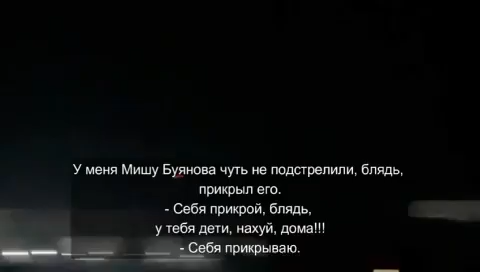 У меня Мишу Буянова чуть не подстрелили, блядь,
прикрыл его.
- Себя прикрой, блядь,
у тебя дети, нахуй, дома!!!
- Себя прикрываю.